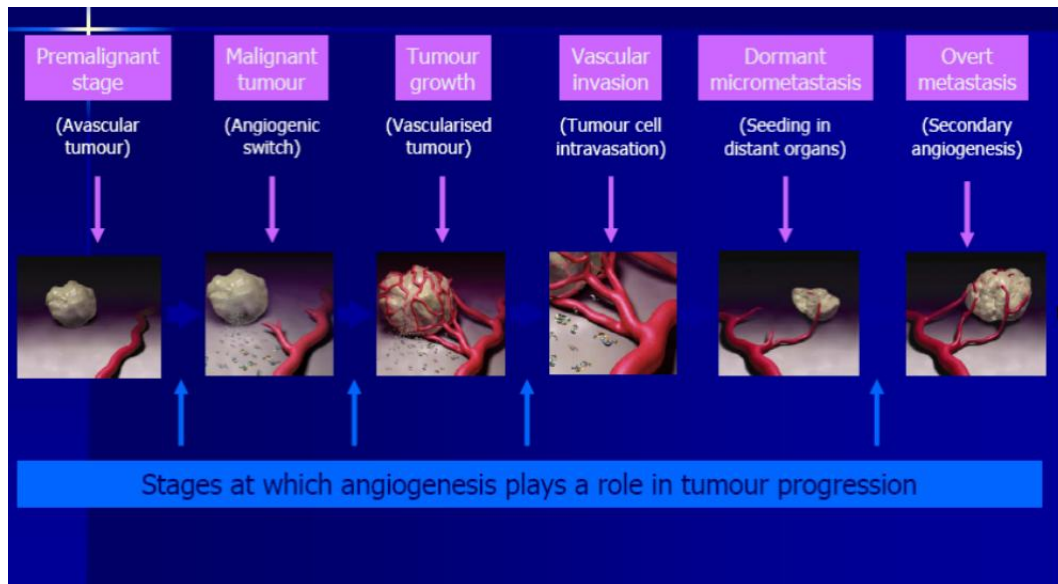 Premalignant
stage
(Avascular
tumour)
Malignant
tumour
(Angiogenic
switch)
Tumour
growth
(Vascularised
tumour)
Vascular
invasion
(Tumour cell
intravasation)
Dormant
micrometastasis
(Seeding in
distant organs)
Overt
metastasis
(Secondary
angiogenesis)
Stages at which angiogenesis plays a role in tumour progression